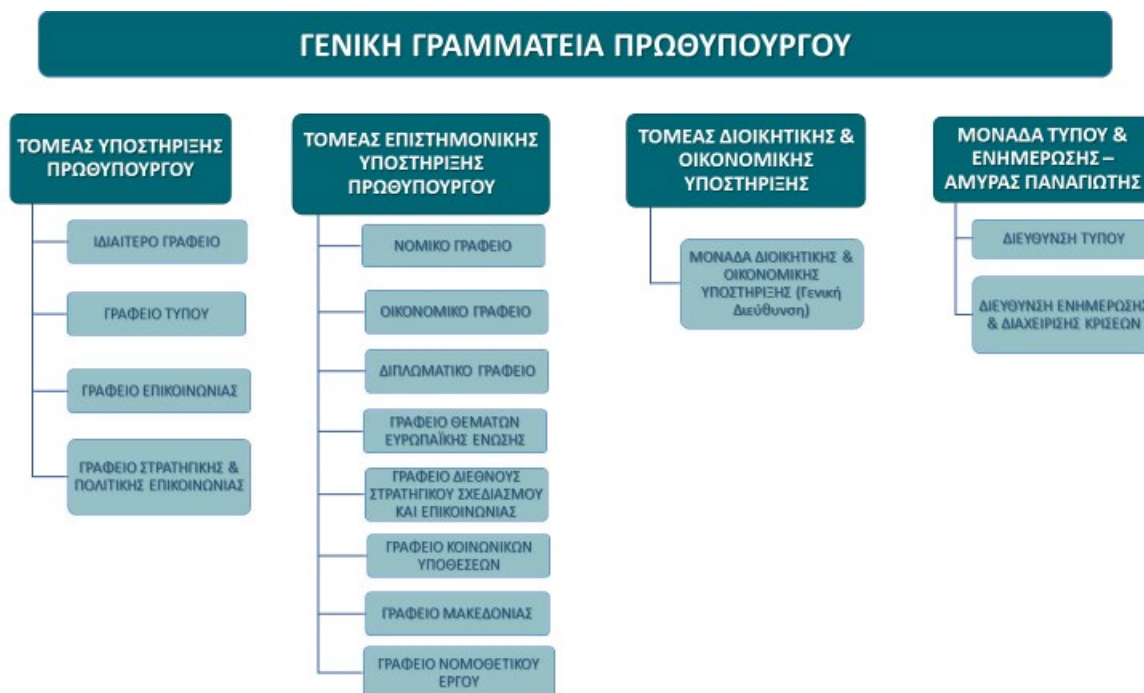 ΓΕΝΙΚΗ ΓΡΑΜΜΑΤΕΙΑ ΠΡΩΘΥΠΟΥΡΓΟΥ
ΤΟΜΕΑΣ ΥΠΟΣΤΗΡΙΞΗΣ
ΠΡΩΘΥΠΟΥΡΓΟΥ
ΙΔΙΑΙΤΕΡΟ ΓΡΑΦΕΙΟ
ΓΡΑΦΕΙΟ ΤΥΠΟΥ
ΓΡΑΦΕΙΟ ΕΠΙΚΟΙΝΩΝΙΑΣ
ΓΡΑΦΕΙΟ ΣΤΡΑΤΗΓΙΚΗΣ &
ΠΟΛΙΤΙΚΗΣ ΕΠΙΚΟΙΝΩΝΙΑΣ
ΤΟΜΕΑΣ ΕΠΙΣΤΗΜΟΝΙΚΗΣ
ΥΠΟΣΤΗΡΙΞΗΣ
ΠΡΩΘΥΠΟΥΡΓΟΥ
ΝΟΜΙΚΟ ΓΡΑΦΕΙΟ
ΟΙΚΟΝΟΜΙΚΟ ΓΡΑΦΕΙΟ
ΔΙΠΛΩΜΑΤΙΚΟ ΓΡΑΦΕΙΟ
ΓΡΑΦΕΙΟ ΘΕΜΑΤΩΝ
ΕΥΡΩΠΑΪΚΗΣ ΕΝΩΣΗΣ
ΓΡΑΦΕΙΟ ΔΙΕΘΝΟΥΣ
ΣΤΡΑΤΗΓΙΚΟΥ ΣΧΕΔΙΑΣΜΟΥ
ΚΑΙ ΕΠΙΚΟΙΝΩΝΙΑΣ
ΓΡΑΦΕΙΟ ΚΟΙΝΩΝΙΚΩΝ
ΥΠΟΘΕΣΕΩΝ
ΓΡΑΦΕΙΟ ΜΑΚΕΔΟΝΙΑΣ
ΓΡΑΦΕΙΟ ΝΟΜΟΘΕΤΙΚΟΥ
ΕΡΓΟΥ
ΤΟΜΕΑΣ ΔΙΟΙΚΗΤΙΚΗΣ &
ΟΙΚΟΝΟΜΙΚΗΣ
ΥΠΟΣΤΗΡΙΞΗΣ
ΜΟΝΑΔΑ ΔΙΟΙΚΗΤΙΚΗΣ &
ΟΙΚΟΝΟΜΙΚΗΣ
ΥΠΟΣΤΗΡΙΞΗΣ (Γενική
Διεύθυνση)
ΜΟΝΑΔΑ ΤΥΠΟΥ &
ΕΝΗΜΕΡΩΣΗΣ –
ΑΜΥΡΑΣ ΠΑΝΑΓΙΩΤΗΣ
ΔΙΕΥΘΥΝΣΗ ΤΥΠΟΥ
ΔΙΕΥΘΥΝΣΗ ΕΝΗΜΕΡΩΣΗΣ
& ΔΙΑΧΕΙΡΙΣΗΣ ΚΡΙΣΕΩΝ